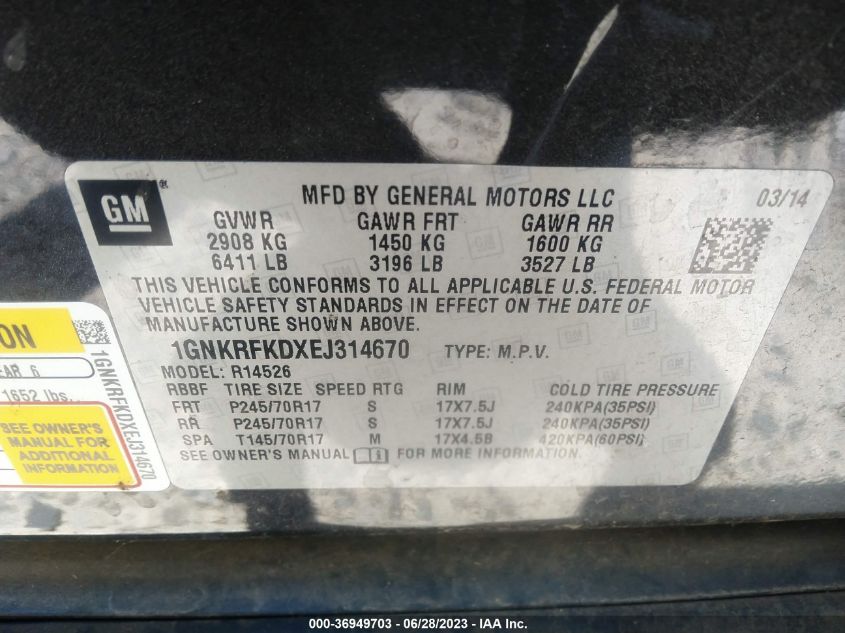 GM
MFD BY GENERAL MOTORS LLC 03/14
GVWR GAWR FRT GAWR RR
2908 KG 1450 KG 1600 KG
6411 LB 3196 LB 3527 LB
THIS VEHICLE CONFORMS TO ALL APPLICABLE U.S. FEDERAL MOTOR
VEHICLE SAFETY STANDARDS IN EFFECT ON THE DATE OF
MANUFACTURE SHOWN ABOVE.
1GNKRFKDXEJ314670 TYPE: M.P.V.
MODEL: R14526
RBBF TIRE SIZE SPEED RTG RIM COLD TIRE PRESSURE
FRT P245/70R17 S 17X7.5J 240KPA(35PSI)
RR P245/70R17 S 17X7.5J 240KPA(35PSI)
SPA T145/70R17 M 17X4.5B 420KPA(60PSI)
SEE OWNER'S MANUAL FOR MORE INFORMATION.
ON
AR 6
1652 lbs.
SEE OWNER'S
MANUAL FOR
ADDITIONAL
INFORMATION
1GNKRFKDXEJ314670
000-36949703 - 06/28/2023 - IAA Inc.